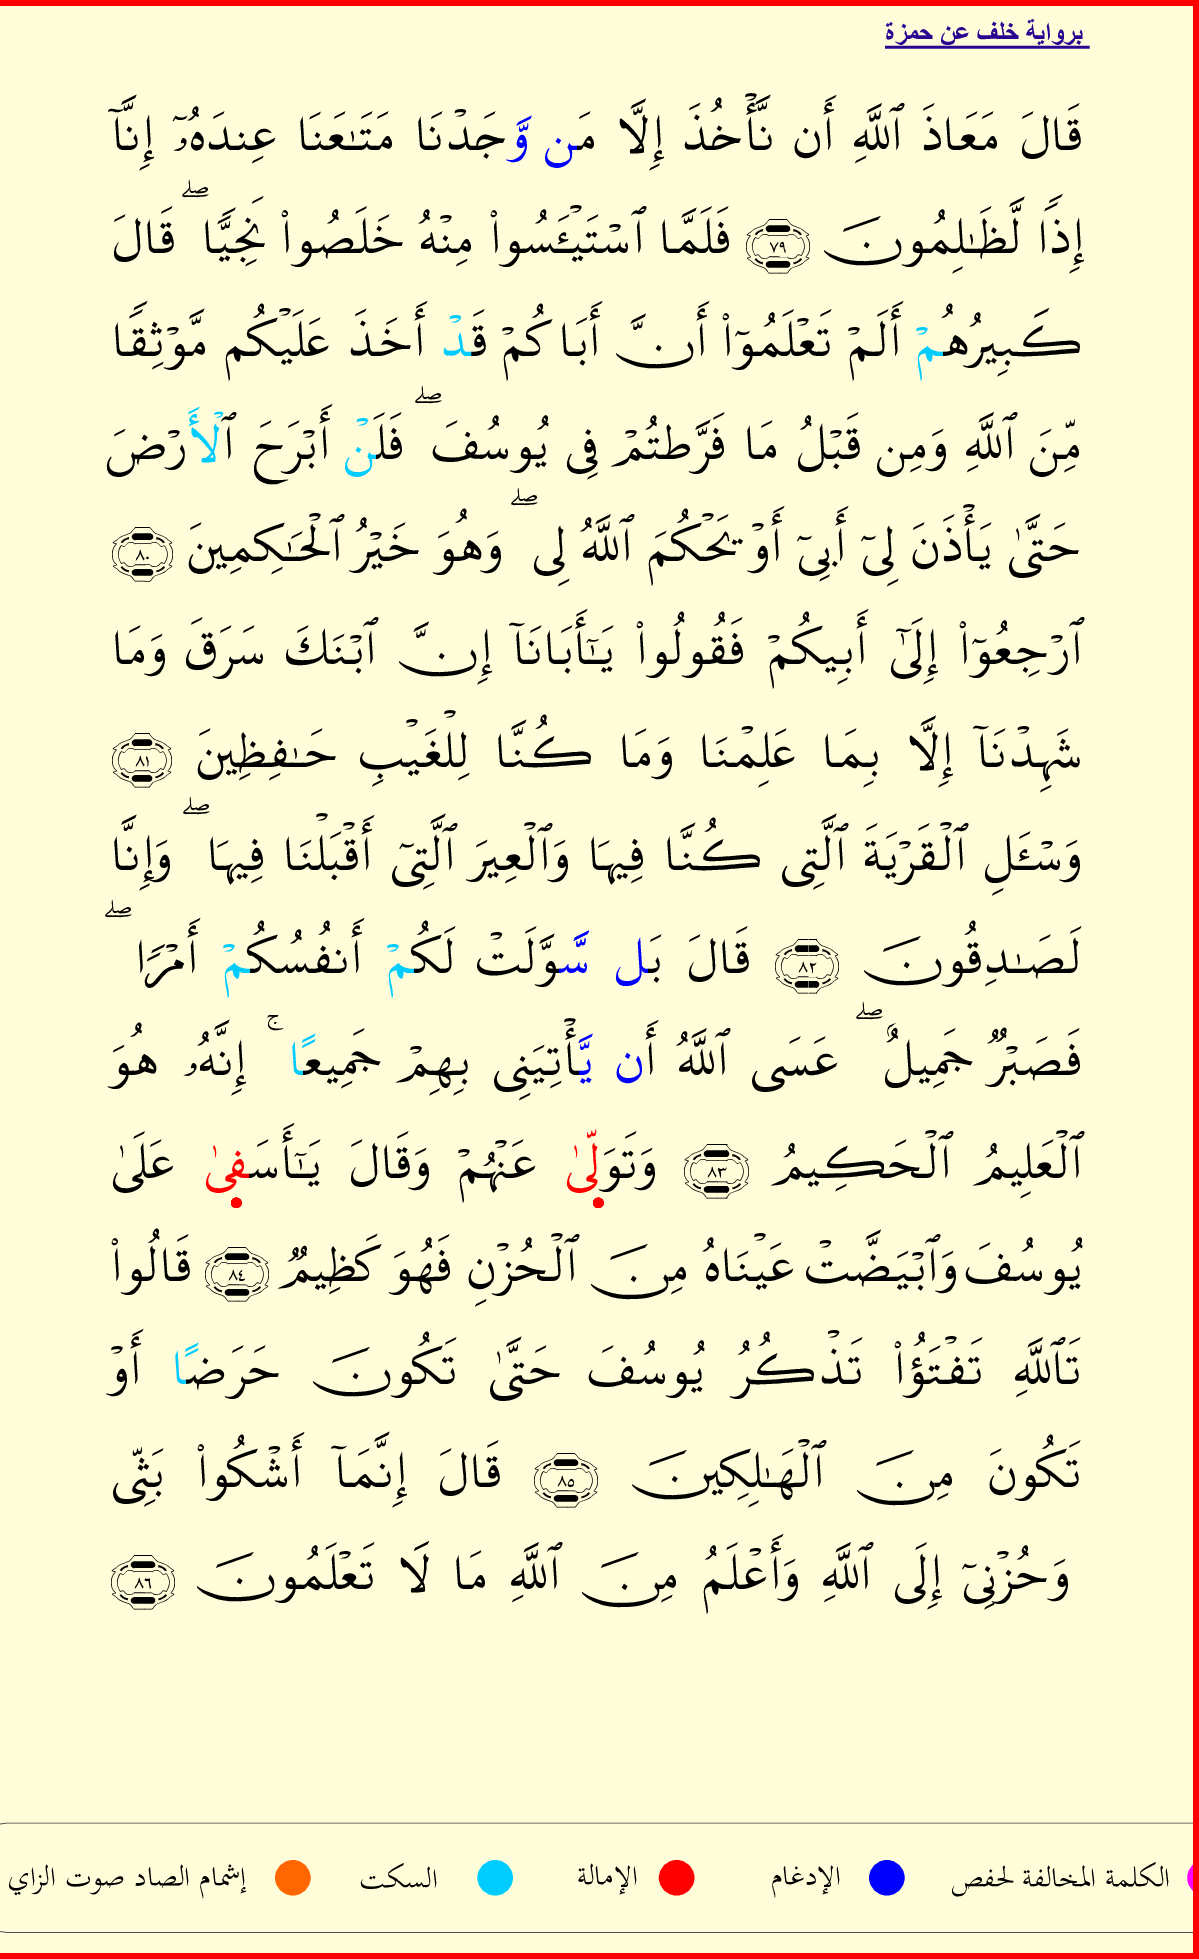 برواية خلف عن حمزة
قَالَ مَعَاذَ ٱللَّهِ أَن نَّأۡخُذَ إِلَّا مَن وَّجَدۡنَا مَتَٰعَنَا عِندَهُۥٓ إِنَّآ
إِذٗا لَّظَٰلِمُونَ ٧٩ فَلَمَّا ٱسۡتَيۡـَٔسُواْ مِنۡهُ خَلَصُواْ نَجِيّٗاۖ قَالَ
كَبِيرُهُمۡ أَلَمۡ تَعۡلَمُوٓاْ أَنَّ أَبَاكُمۡ قَدۡ أَخَذَ عَلَيۡكُم مَّوۡثِقٗا
مِّنَ ٱللَّهِ وَمِن قَبۡلُ مَا فَرَّطتُمۡ فِي يُوسُفَۖ فَلَنۡ أَبۡرَحَ ٱلۡأَرۡضَ
حَتَّىٰ يَأۡذَنَ لِيٓ أَبِيٓ أَوۡ يَحۡكُمَ ٱللَّهُ لِيۖ وَهُوَ خَيۡرُ ٱلۡحَٰكِمِينَ ٨٠
ٱرۡجِعُوٓاْ إِلَىٰٓ أَبِيكُمۡ فَقُولُواْ يَٰٓأَبَانَآ إِنَّ ٱبۡنَكَ سَرَقَ وَمَا
شَهِدۡنَآ إِلَّا بِمَا عَلِمۡنَا وَمَا كُنَّا لِلۡغَيۡبِ حَٰفِظِينَ ٨١
وَسۡـَٔلِ ٱلۡقَرۡيَةَ ٱلَّتِي كُنَّا فِيهَا وَٱلۡعِيرَ ٱلَّتِيٓ أَقۡبَلۡنَا فِيهَاۖ وَإِنَّا
لَصَٰدِقُونَ ٨٢ قَالَ بَل سَّوَّلَتۡ لَكُمۡ أَنفُسُكُمۡ أَمۡرٗاۖ
فَصَبۡرٞ جَمِيلٌۖ عَسَى ٱللَّهُ أَن يَّأۡتِيَنِي بِهِمۡ جَمِيعًاۚ إِنَّهُۥ هُوَ
ٱلۡعَلِيمُ ٱلۡحَكِيمُ ٨٣ وَتَوَلّىٰ عَنۡهُمۡ وَقَالَ يَٰٓأَسَفىٰ عَلَىٰ
يُوسُفَ وَٱبۡيَضَّتۡ عَيۡنَاهُ مِنَ ٱلۡحُزۡنِ فَهُوَ كَظِيمٞ ٨٤ قَالُواْ
تَٱللَّهِ تَفۡتَؤُاْ تَذۡكُرُ يُوسُفَ حَتَّىٰ تَكُونَ حَرَضًا أَوۡ
تَكُونَ مِنَ ٱلۡهَٰلِكِينَ ٨٥ قَالَ إِنَّمَآ أَشۡكُواْ بَثِّي
وَحُزۡنِيٓ إِلَى ٱللَّهِ وَأَعۡلَمُ مِنَ ٱللَّهِ مَا لَا تَعۡلَمُونَ ٨٦
الكلمة المخالفة لحفص الإدغام الإمالة السكت إشمام الصاد صوت الزاي